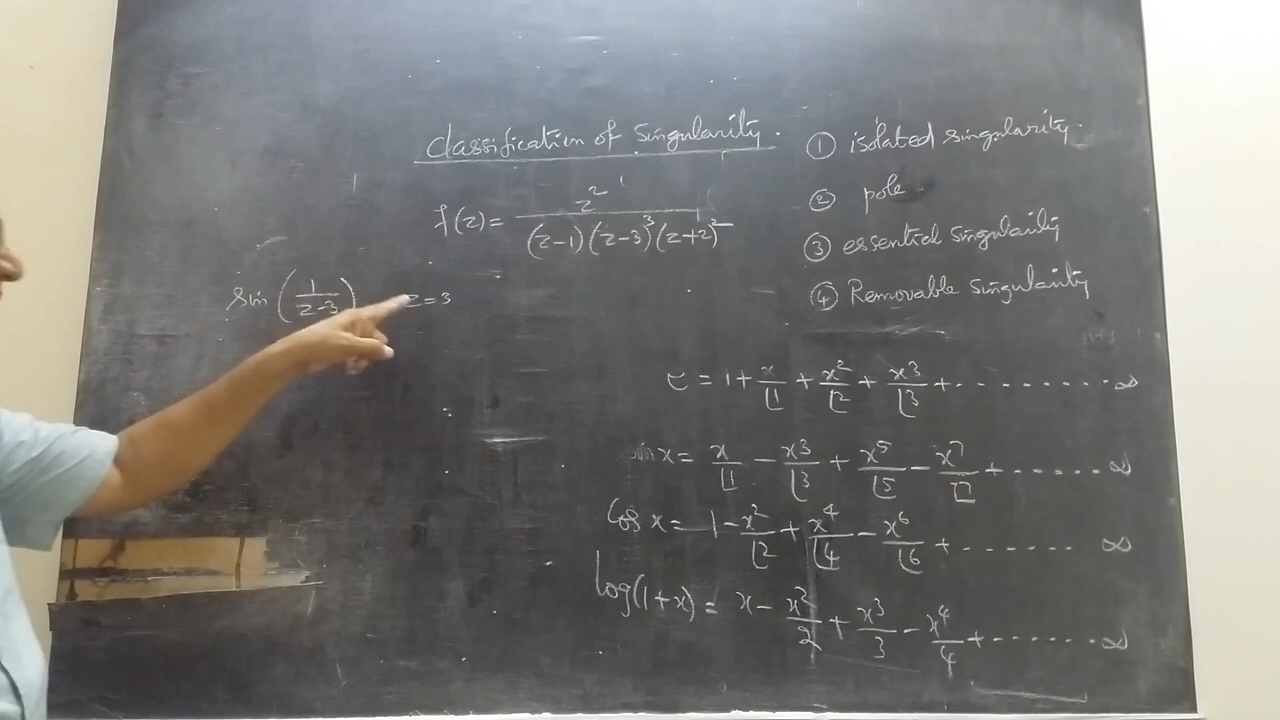 Classification of Singularity.
f(z) = z² / (z-1)(z-3)³(z+2)²
sin(1/(z-3)) z=3
① isolated singularity.
② pole.
③ essential singularity
④ Removable singularity
e = 1 + x/⌊1 + x²/⌊2 + x³/⌊3 + ......... ∞
sin x = x/⌊1 - x³/⌊3 + x⁵/⌊5 - x⁷/⌊7 + ...... ∞
Cos x = 1 - x²/⌊2 + x⁴/⌊4 - x⁶/⌊6 + ....... ∞
log(1+x) = x - x²/2 + x³/3 - x⁴/4 + ...... ∞